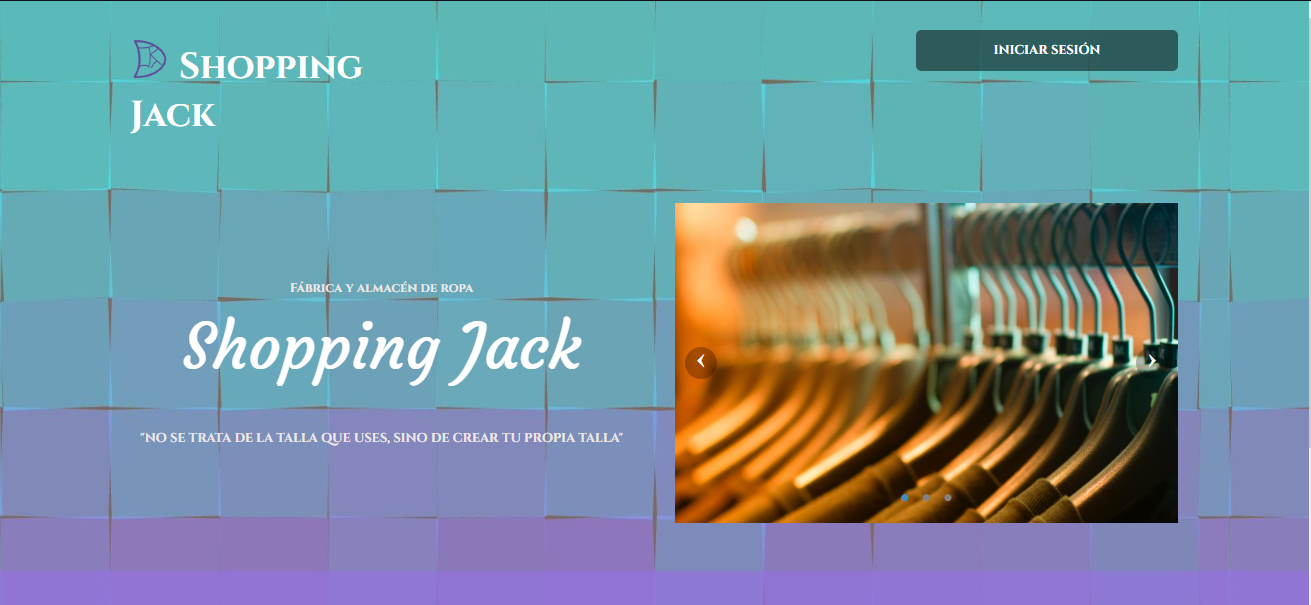 Shopping
Jack
INICIAR SESIÓN
Fábrica y almacén de ropa
Shopping Jack
"NO SE TRATA DE LA TALLA QUE USES, SINO DE CREAR TU PROPIA TALLA"